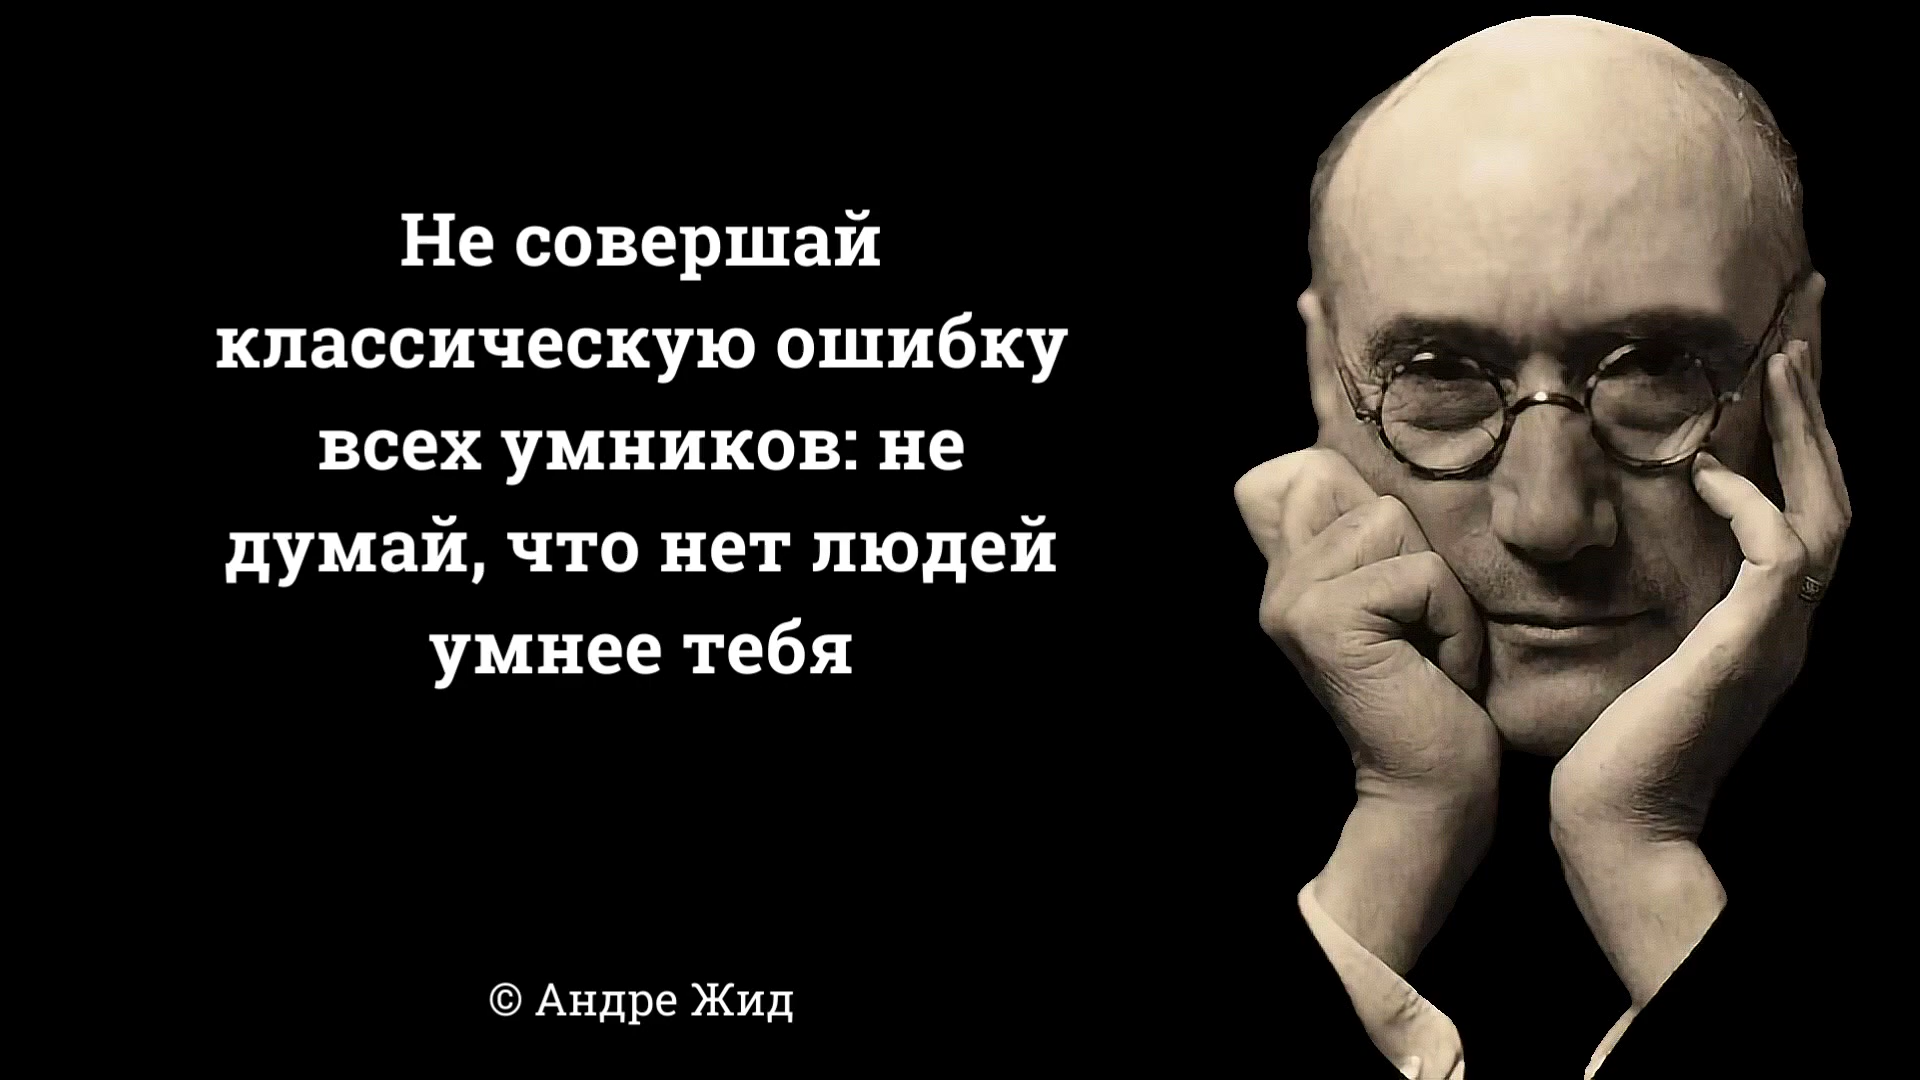 Не совершай
классическую ошибку
всех умников: не
думай, что нет людей
умнее тебя
© Андре Жид